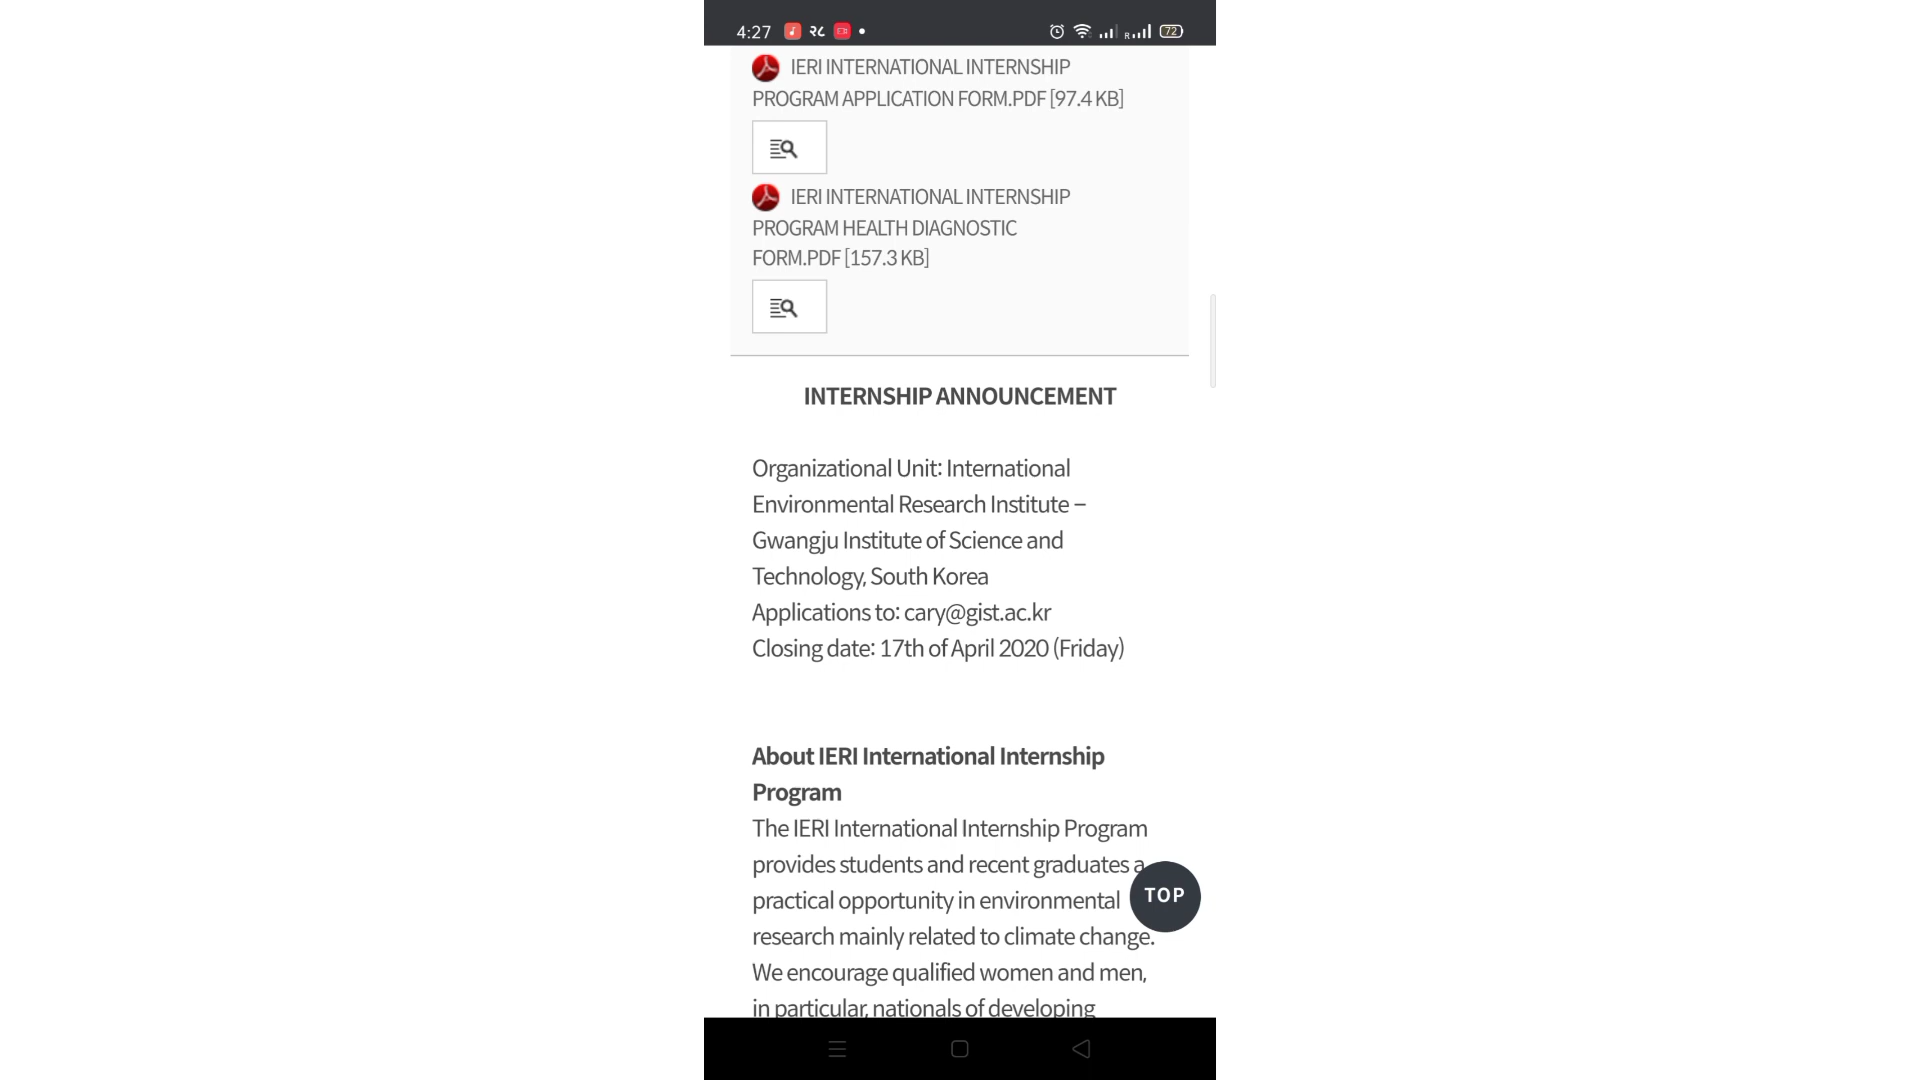 4:27 २८ 72
IERI INTERNATIONAL INTERNSHIP
PROGRAM APPLICATION FORM.PDF [97.4 KB]
IERI INTERNATIONAL INTERNSHIP
PROGRAM HEALTH DIAGNOSTIC
FORM.PDF [157.3 KB]
INTERNSHIP ANNOUNCEMENT
Organizational Unit: International
Environmental Research Institute –
Gwangju Institute of Science and
Technology, South Korea
Applications to: cary@gist.ac.kr
Closing date: 17th of April 2020 (Friday)
About IERI International Internship
Program
The IERI International Internship Program
provides students and recent graduates a
practical opportunity in environmental
TOP
research mainly related to climate change.
We encourage qualified women and men,
in particular, nationals of developing